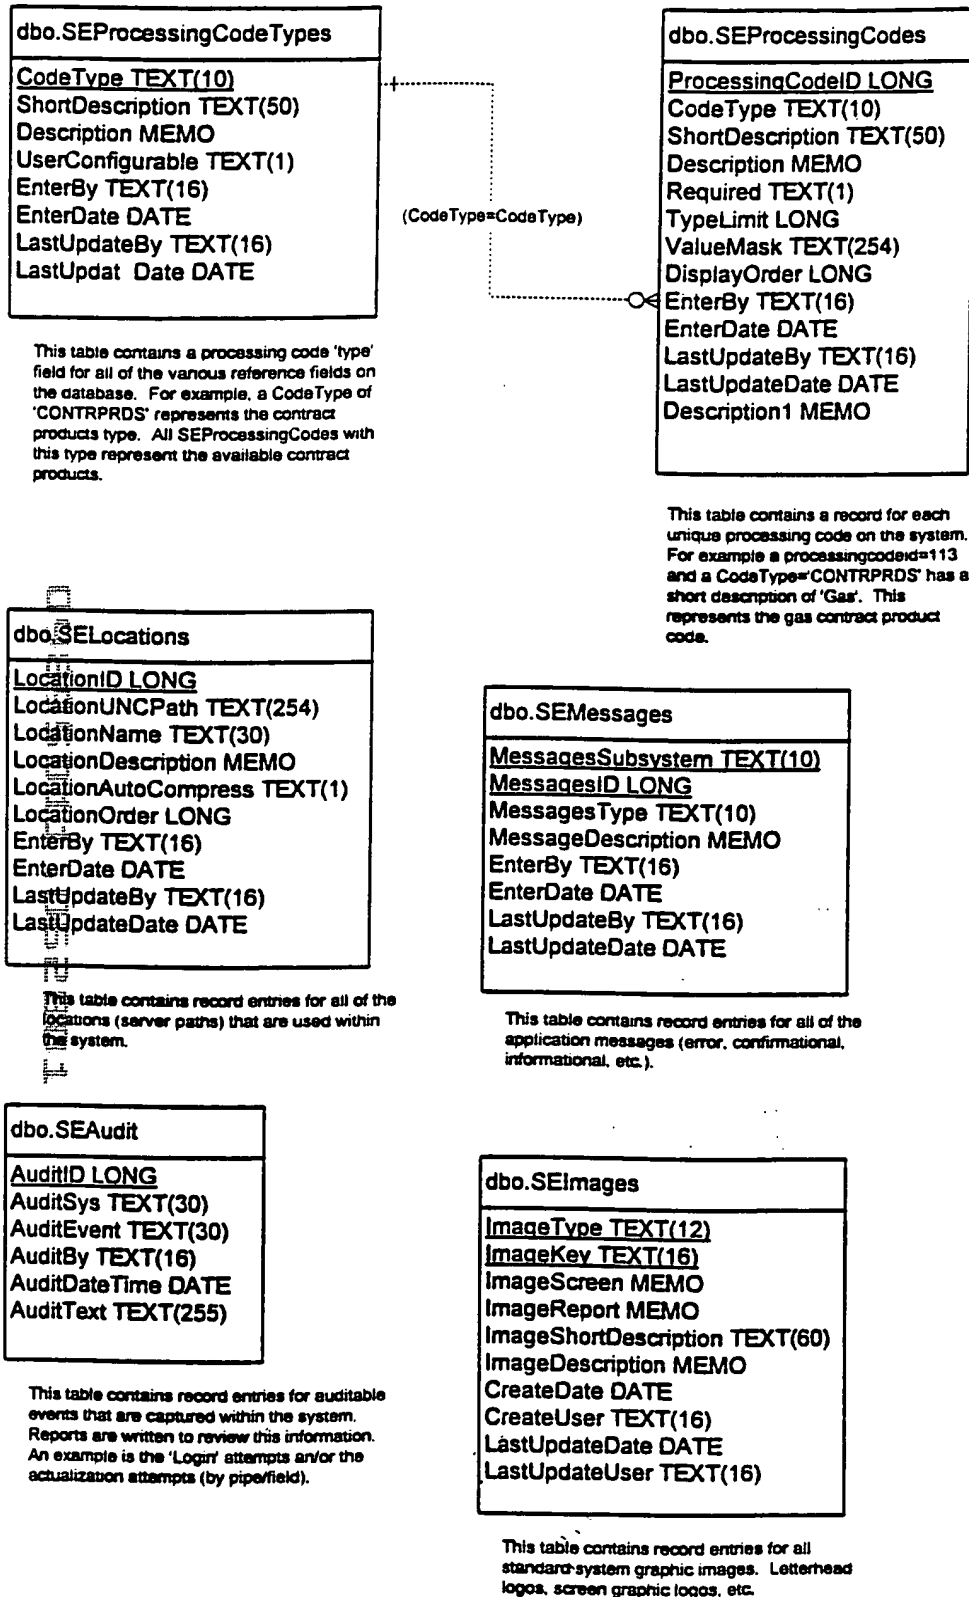 dbo.SEProcessingCodeTypes
CodeType TEXT(10)
ShortDescription TEXT(50)
Description MEMO
UserConfigurable TEXT(1)
EnterBy TEXT(16)
EnterDate DATE
LastUpdateBy TEXT(16)
LastUpdat Date DATE
This table contains a processing code 'type'
field for all of the various reference fields on
the database. For example, a CodeType of
'CONTRPRDS' represents the contract
products type. All SEProcessingCodes with
this type represent the available contract
products.
(CodeType=CodeType)
dbo.SEProcessingCodes
ProcessingCodeID LONG
CodeType TEXT(10)
ShortDescription TEXT(50)
Description MEMO
Required TEXT(1)
TypeLimit LONG
ValueMask TEXT(254)
DisplayOrder LONG
EnterBy TEXT(16)
EnterDate DATE
LastUpdateBy TEXT(16)
LastUpdateDate DATE
Description1 MEMO
This table contains a record for each
unique processing code on the system.
For example a processingcodeid=113
and a CodeType='CONTRPRDS' has a
short description of 'Gas'. This
represents the gas contract product
code.
dbo.SELocations
LocationID LONG
LocationUNCPath TEXT(254)
LocationName TEXT(30)
LocationDescription MEMO
LocationAutoCompress TEXT(1)
LocationOrder LONG
EnterBy TEXT(16)
EnterDate DATE
LastUpdateBy TEXT(16)
LastUpdateDate DATE
This table contains record entries for all of the
locations (server paths) that are used within
the system.
dbo.SEMessages
MessagesSubsystem TEXT(10)
MessagesID LONG
MessagesType TEXT(10)
MessageDescription MEMO
EnterBy TEXT(16)
EnterDate DATE
LastUpdateBy TEXT(16)
LastUpdateDate DATE
This table contains record entries for all of the
application messages (error, confirmational,
informational, etc.).
dbo.SEAudit
AuditID LONG
AuditSys TEXT(30)
AuditEvent TEXT(30)
AuditBy TEXT(16)
AuditDateTime DATE
AuditText TEXT(255)
This table contains record entries for auditable
events that are captured within the system.
Reports are written to review this information.
An example is the 'Login' attempts an/or the
actualization attempts (by pipe/field).
dbo.SEImages
ImageType TEXT(12)
ImageKey TEXT(16)
ImageScreen MEMO
ImageReport MEMO
ImageShortDescription TEXT(60)
ImageDescription MEMO
CreateDate DATE
CreateUser TEXT(16)
LastUpdateDate DATE
LastUpdateUser TEXT(16)
This table contains record entries for all
standard system graphic images. Letterhead
logos, screen graphic logos, etc.